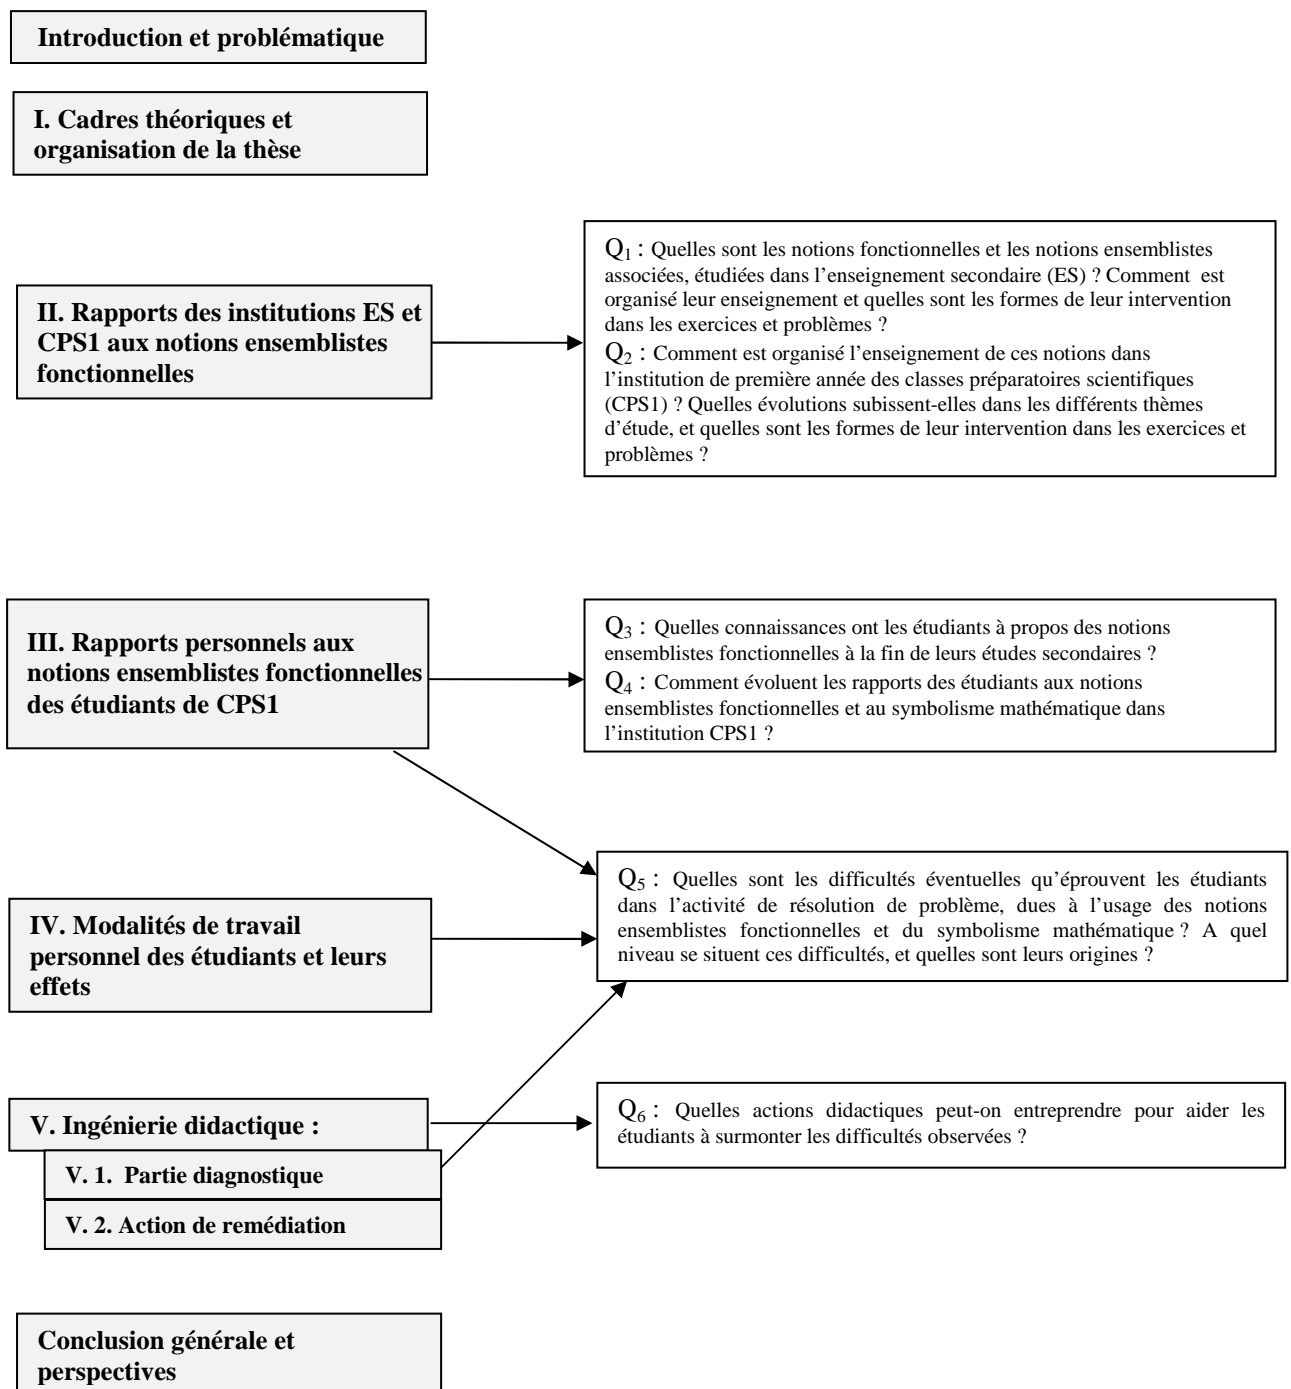 Introduction et problématique
I. Cadres théoriques et
organisation de la thèse
II. Rapports des institutions ES et
CPS1 aux notions ensemblistes
fonctionnelles
Q1 : Quelles sont les notions fonctionnelles et les notions ensemblistes
associées, étudiées dans l’enseignement secondaire (ES) ? Comment est
organisé leur enseignement et quelles sont les formes de leur intervention
dans les exercices et problèmes ?
Q2 : Comment est organisé l’enseignement de ces notions dans
l’institution de première année des classes préparatoires scientifiques
(CPS1) ? Quelles évolutions subissent-elles dans les différents thèmes
d’étude, et quelles sont les formes de leur intervention dans les exercices et
problèmes ?
III. Rapports personnels aux
notions ensemblistes fonctionnelles
des étudiants de CPS1
Q3 : Quelles connaissances ont les étudiants à propos des notions
ensemblistes fonctionnelles à la fin de leurs études secondaires ?
Q4 : Comment évoluent les rapports des étudiants aux notions
ensemblistes fonctionnelles et au symbolisme mathématique dans
l’institution CPS1 ?
IV. Modalités de travail
personnel des étudiants et leurs
effets
Q5 : Quelles sont les difficultés éventuelles qu’éprouvent les étudiants
dans l’activité de résolution de problème, dues à l’usage des notions
ensemblistes fonctionnelles et du symbolisme mathématique ? A quel
niveau se situent ces difficultés, et quelles sont leurs origines ?
V. Ingénierie didactique :
V. 1. Partie diagnostique
V. 2. Action de remédiation
Q6 : Quelles actions didactiques peut-on entreprendre pour aider les
étudiants à surmonter les difficultés observées ?
Conclusion générale et
perspectives